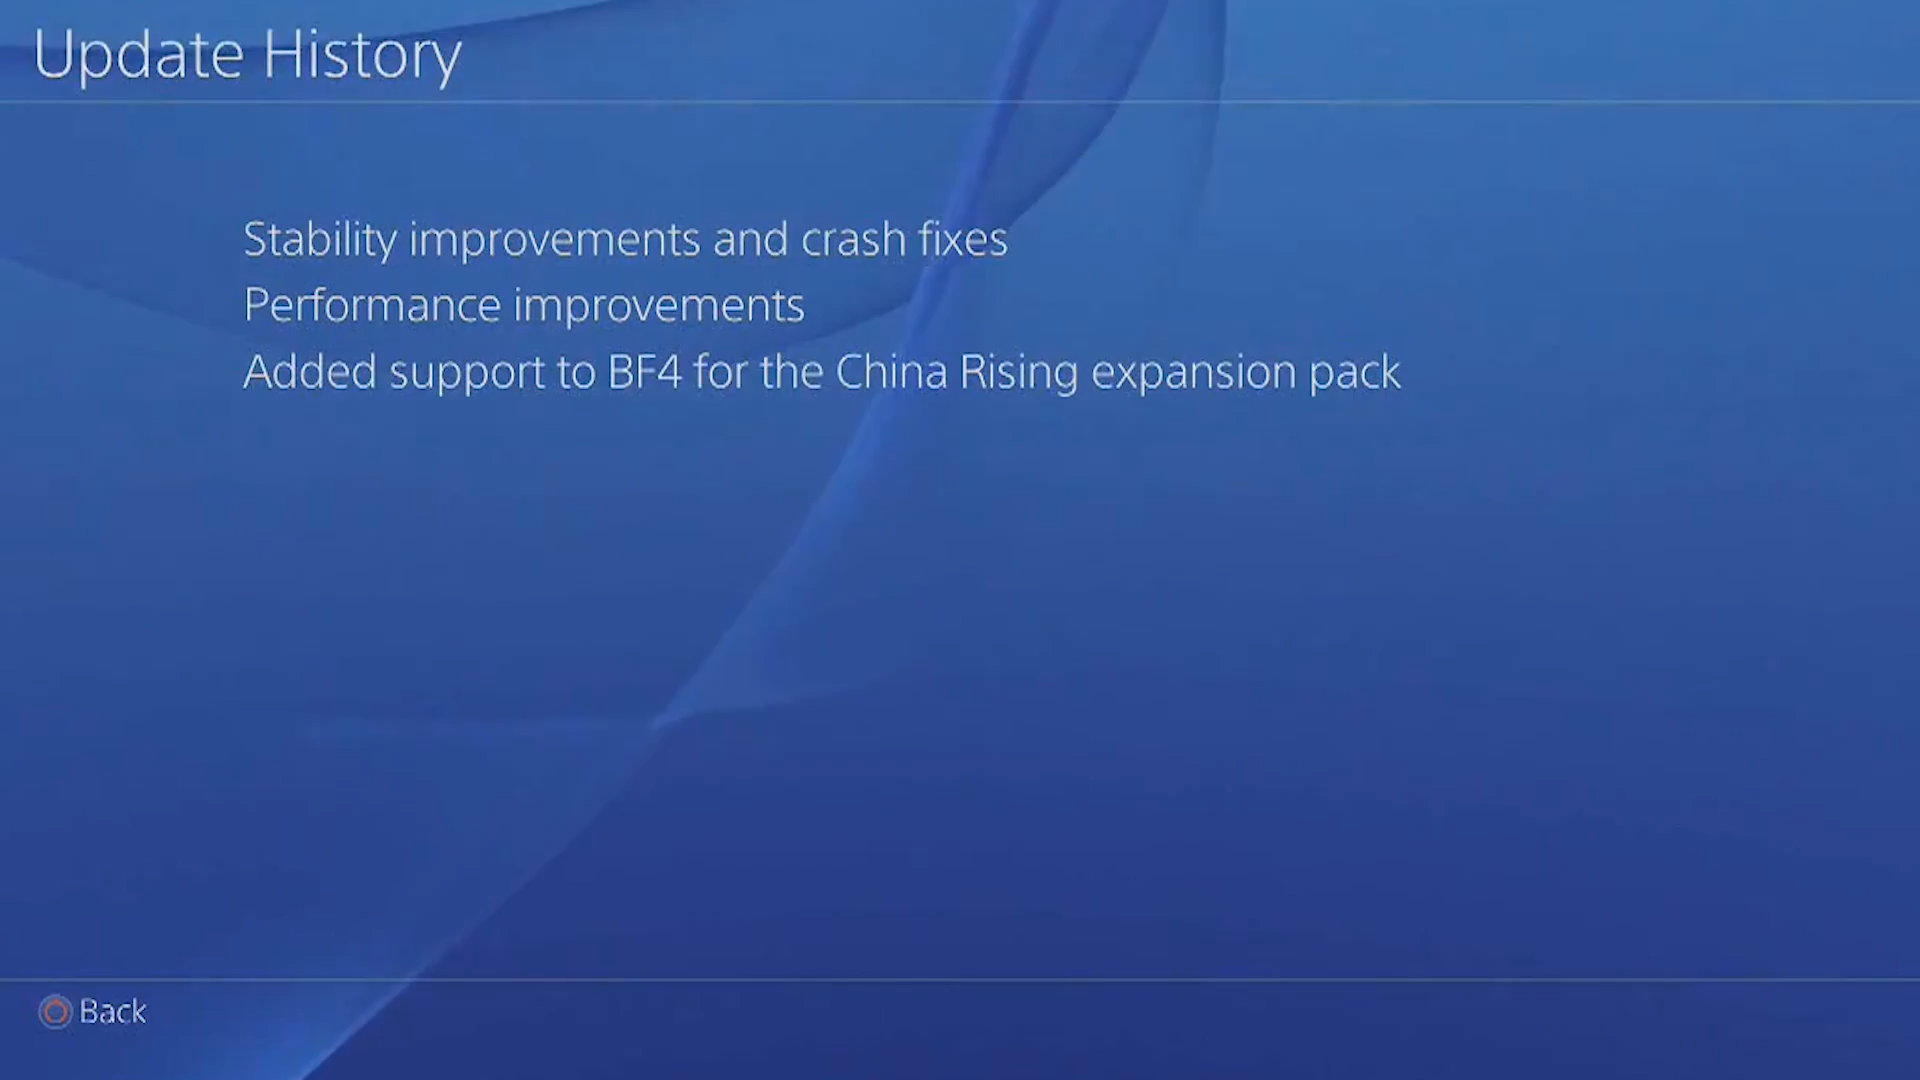 Update History
Stability improvements and crash fixes
Performance improvements
Added support to BF4 for the China Rising expansion pack
Back